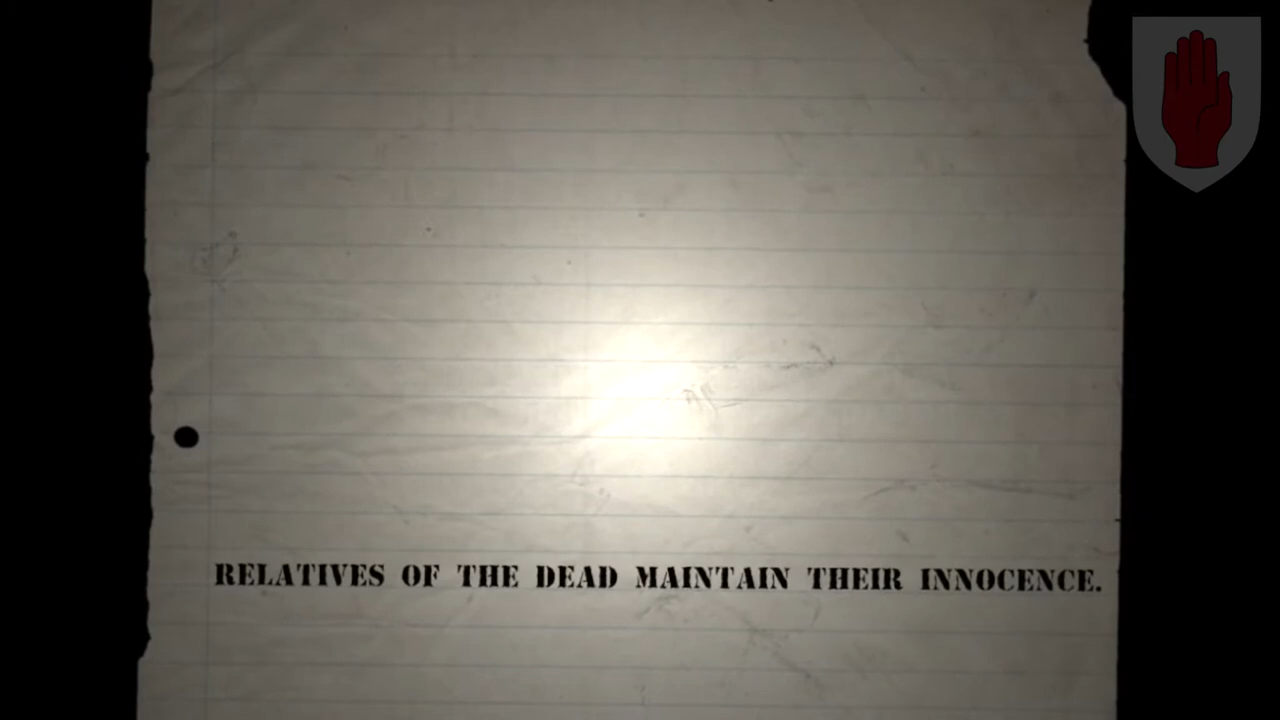 RELATIVES OF THE DEAD MAINTAIN THEIR INNOCENCE.